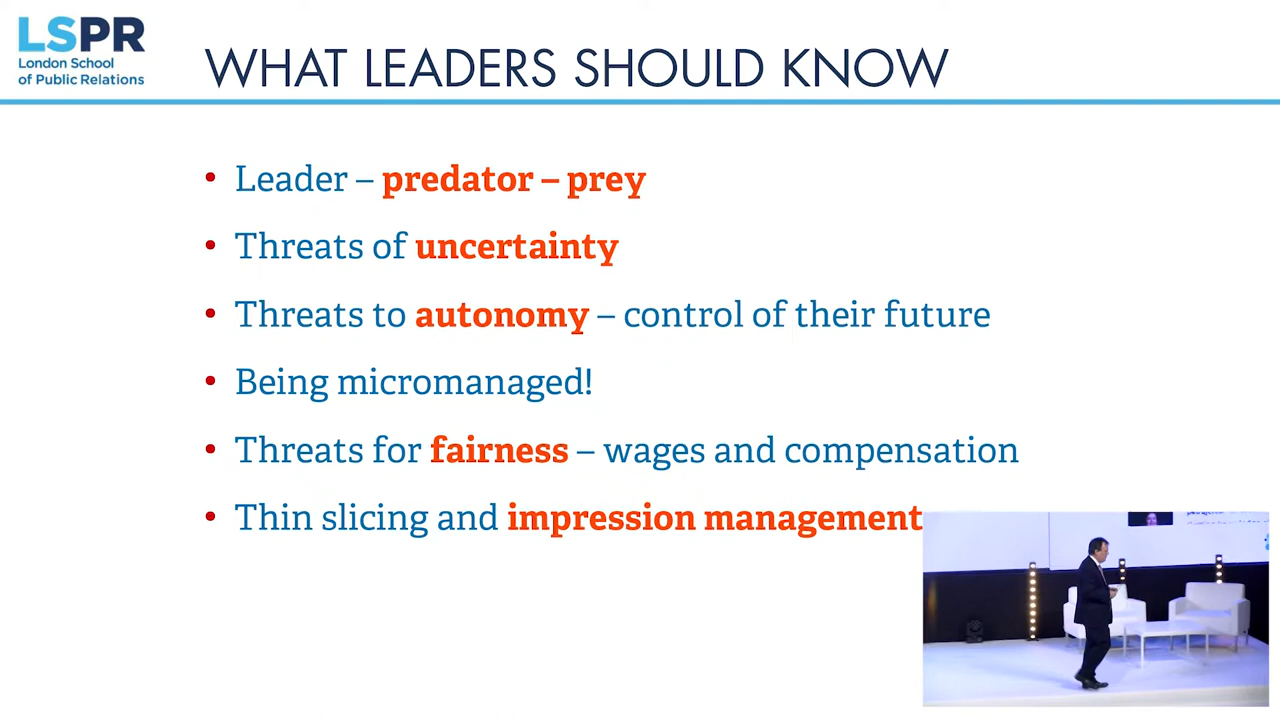 LSPR
London School
of Public Relations
WHAT LEADERS SHOULD KNOW
• Leader – predator – prey
• Threats of uncertainty
• Threats to autonomy – control of their future
• Being micromanaged!
• Threats for fairness – wages and compensation
• Thin slicing and impression management